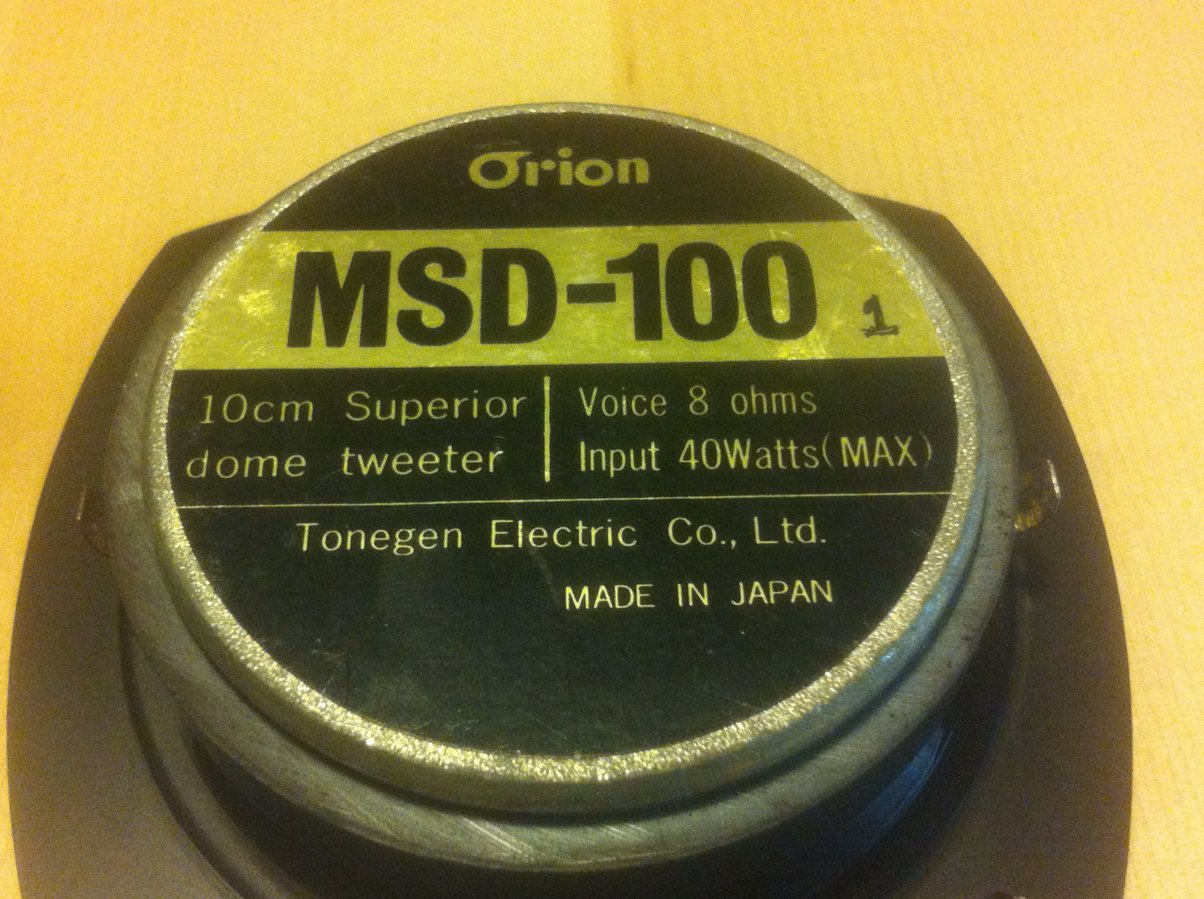 Orion
MSD-100 1
10cm Superior
dome tweeter
Voice 8 ohms
Input 40Watts(MAX)
Tonegen Electric Co., Ltd.
MADE IN JAPAN